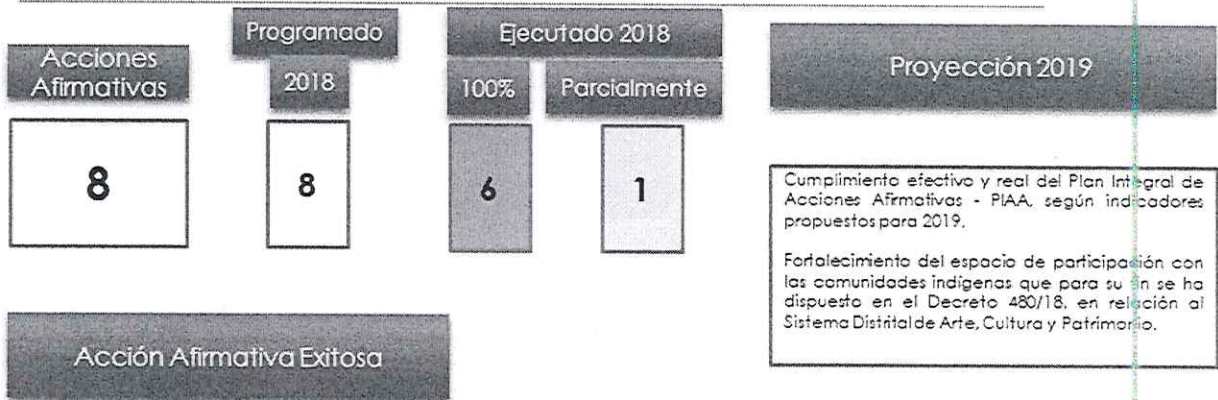 Acciones
Afirmativas
8
Programado
2018
8
Ejecutado 2018
100%
Parcialmente
6
1
Proyección 2019
Cumplimiento efectivo y real del Plan Integral de
Acciones Afirmativas - PIAA, según indicadores
propuestos para 2019.
Fortalecimiento del espacio de participación con
las comunidades indígenas que para su fin se ha
dispuesto en el Decreto 480/18, en relación al
Sistema Distrital de Arte, Cultura y Patrimonio.
Acción Afirmativa Exitosa